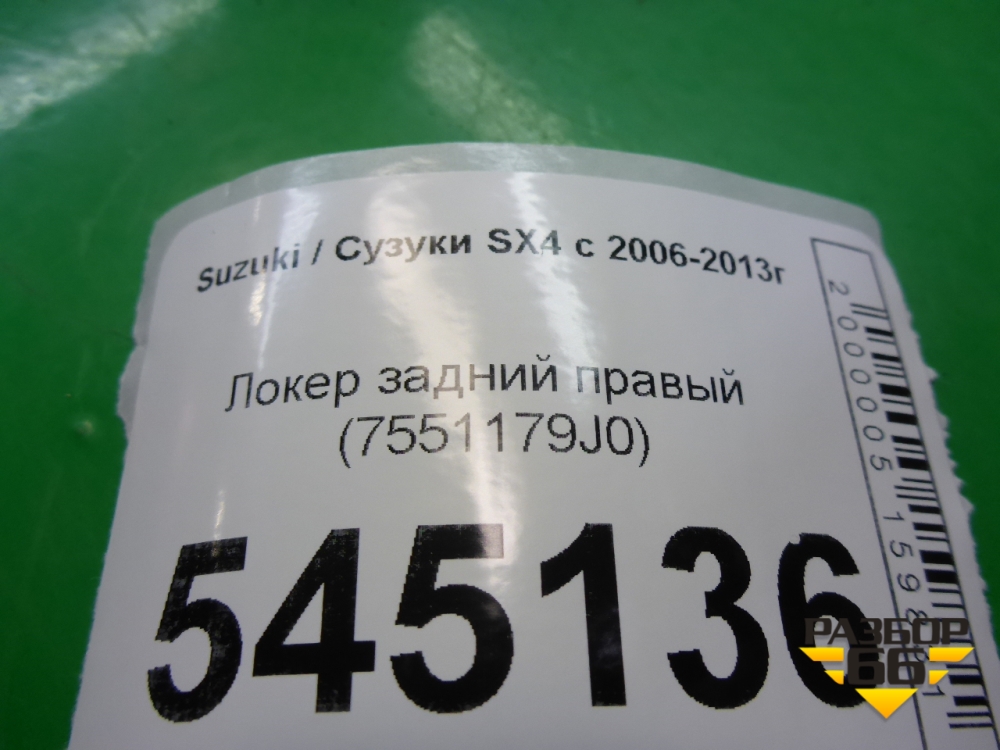 Suzuki / Сузуки SX4 с 2006-2013г
Локер задний правый
(7551179J0)
545136
РАЗБОР
66